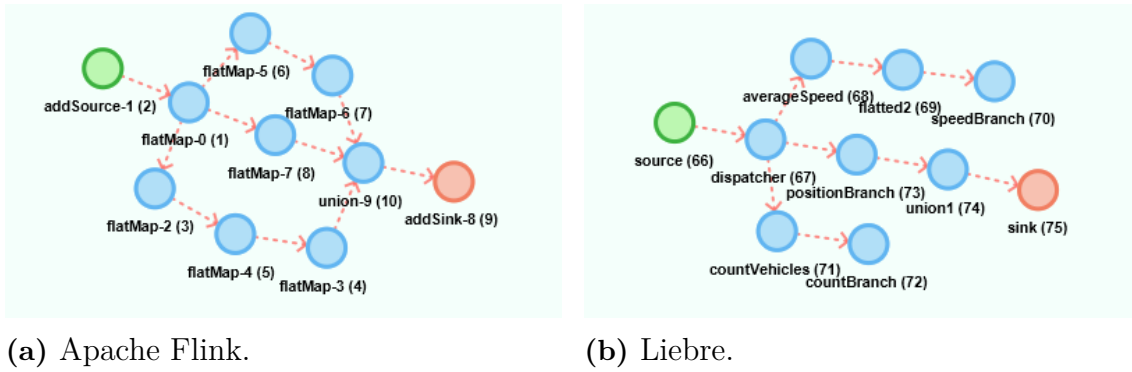 flatMap-5 (6)
addSource-1 (2)
flatMap-6 (7)
flatMap-0 (1)
flatMap-7 (8)
union-9 (10)
addSink-8 (9)
flatMap-2 (3)
flatMap-4 (5)
flatMap-3 (4)
(a) Apache Flink.
averageSpeed (68)
flatted2 (69)
speedBranch (70)
source (66)
dispatcher (67)
positionBranch (73)
union1 (74)
sink (75)
countVehicles (71)
countBranch (72)
(b) Liebre.